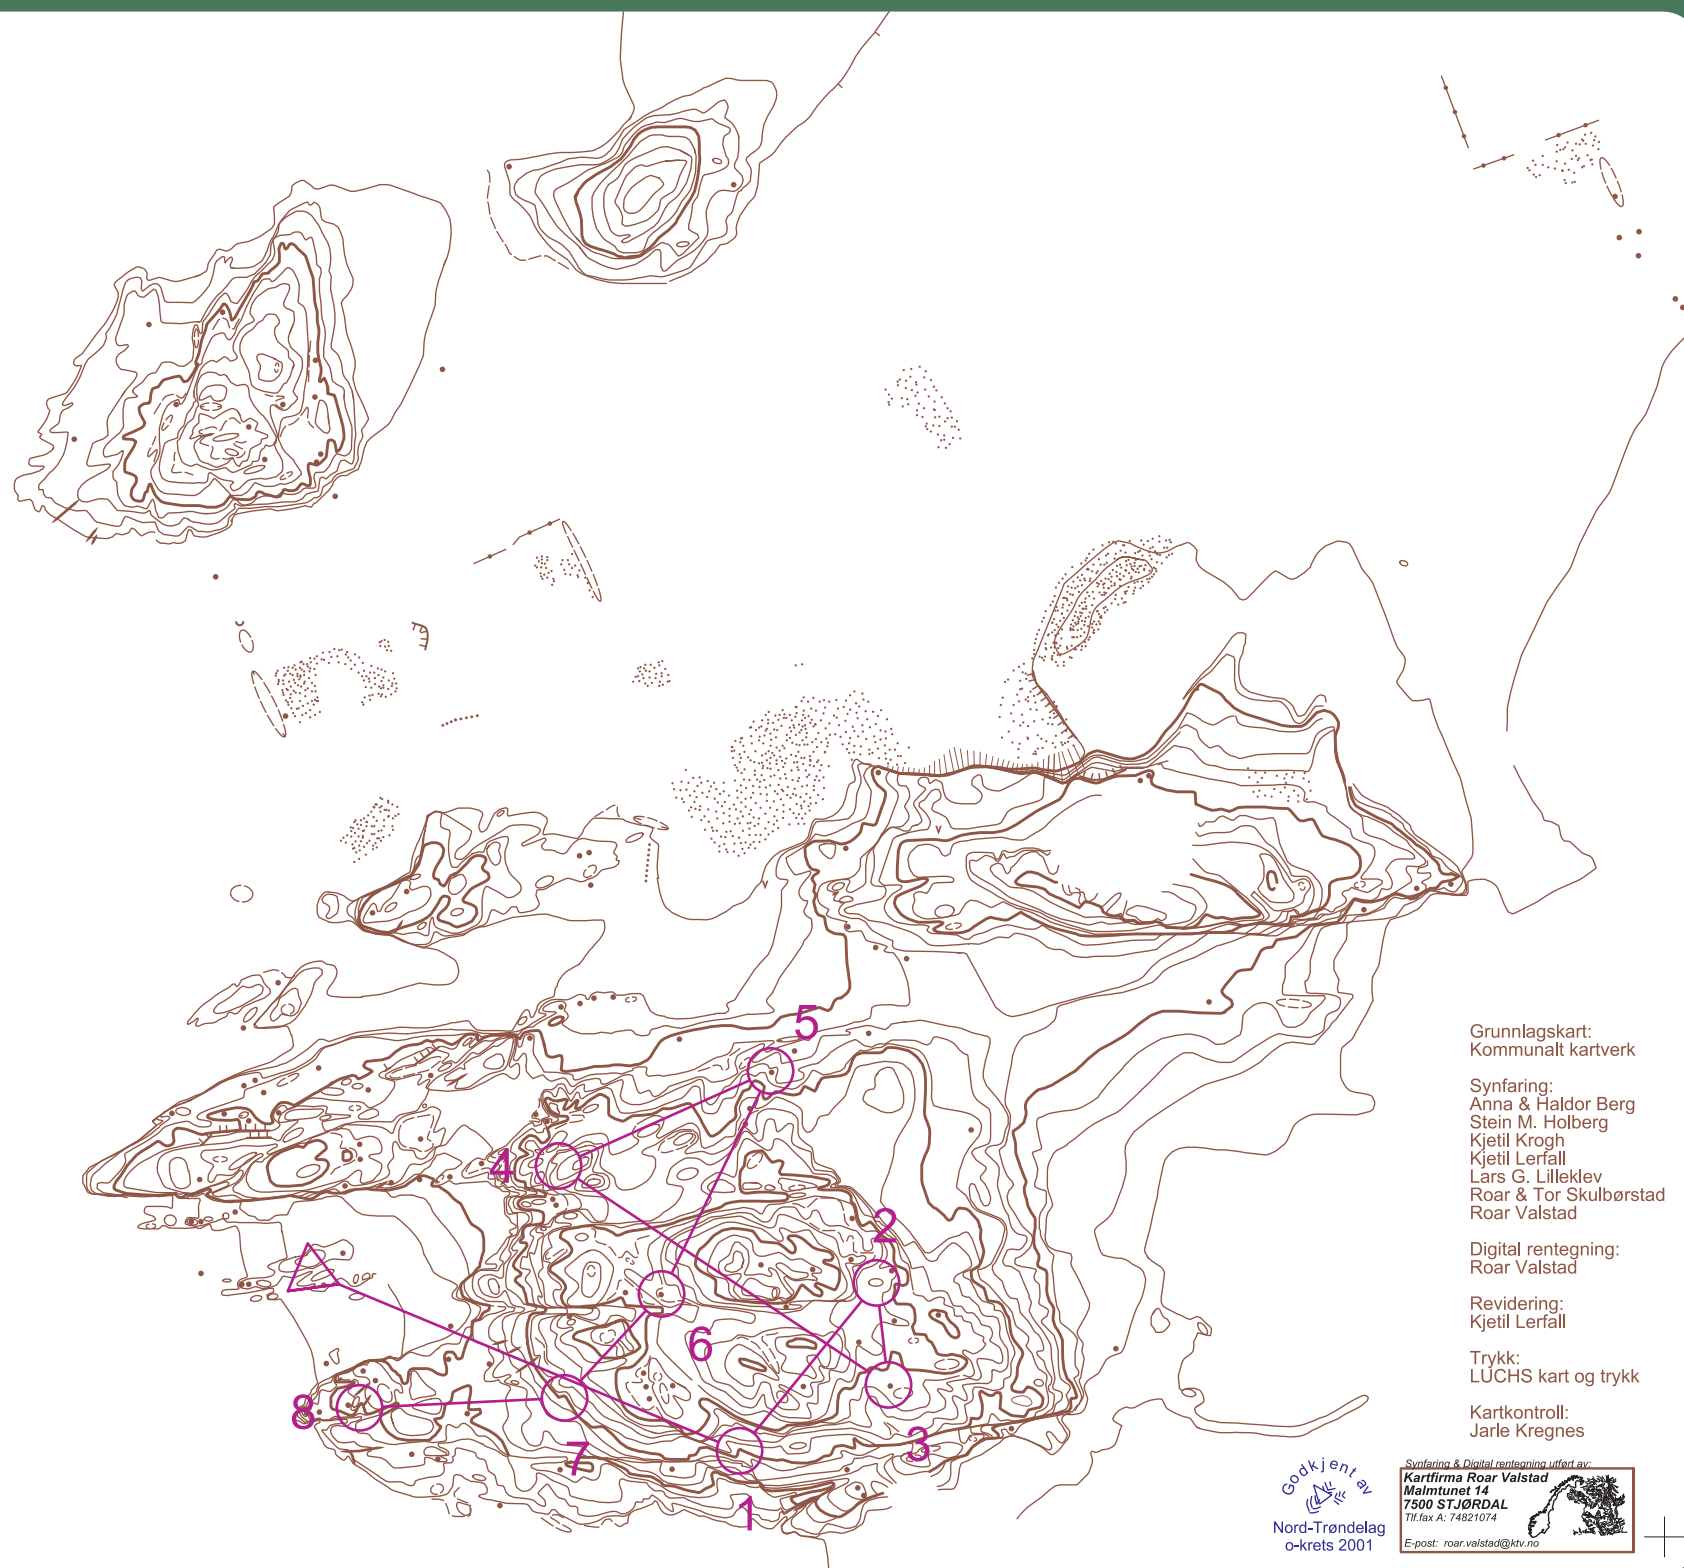 5
4
2
6
8
7
3
1
Grunnlagskart:
Kommunalt kartverk
Synfaring:
Anna & Haldor Berg
Stein M. Holberg
Kjetil Krogh
Kjetil Lerfall
Lars G. Lilleklev
Roar & Tor Skulbørstad
Roar Valstad
Digital rentegning:
Roar Valstad
Revidering:
Kjetil Lerfall
Trykk:
LUCHS kart og trykk
Kartkontroll:
Jarle Kregnes
Godkjent av
Nord-Trøndelag
o-krets 2001
Synfaring & Digital rentegning utført av:
Kartfirma Roar Valstad
Malmtunet 14
7500 STJØRDAL
Tlf.fax A: 74821074
E-post: roar.valstad@ktv.no